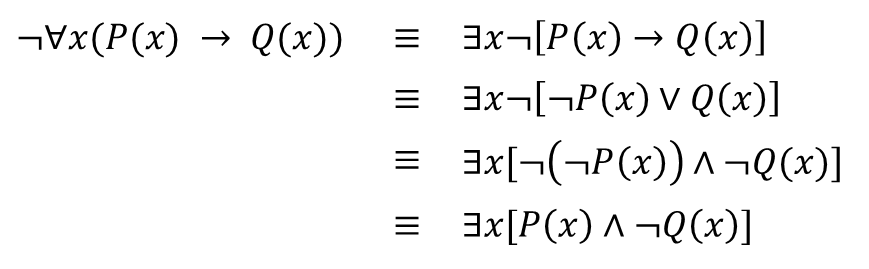 ¬∀x(P(x) → Q(x)) ≡ ∃x¬[P(x) → Q(x)]
≡ ∃x¬[¬P(x) ∨ Q(x)]
≡ ∃x[¬(¬P(x)) ∧ ¬Q(x)]
≡ ∃x[P(x) ∧ ¬Q(x)]